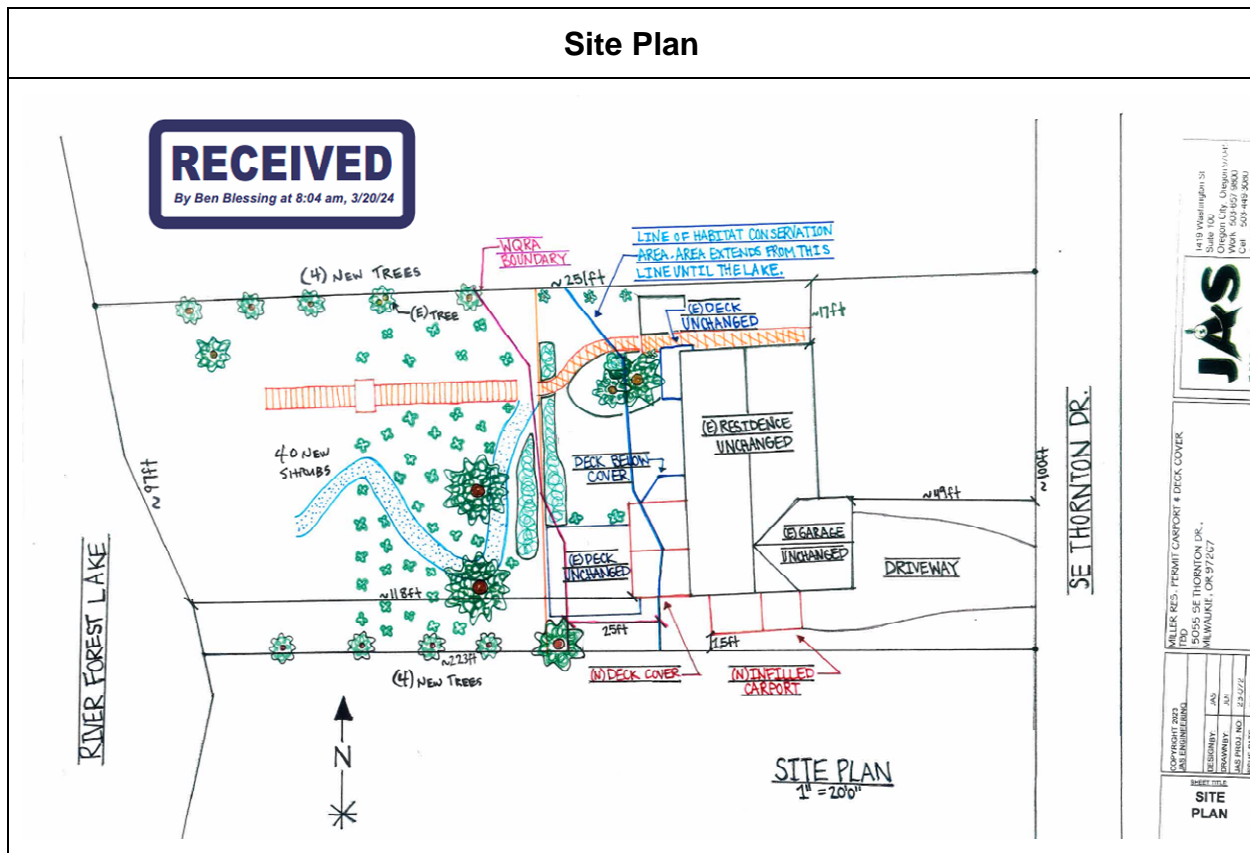 Site Plan
RECEIVED
By Ben Blessing at 8:04 am, 3/20/24
WQRA
BOUNDARY
LINE OF HABITAT CONSERVATION
AREA. AREA EXTENDS FROM THIS
LINE UNTIL THE LAKE.
(4) NEW TREES
~251ft
(E) TREE
(E) DECK
UNCHANGED
~17ft
(E) RESIDENCE
UNCHANGED
40 NEW
SHRUBS
DECK BELOW
COVER
~97ft
~100ft
~49ft
(E) GARAGE
UNCHANGED
(E) DECK
UNCHANGED
DRIVEWAY
~118ft
25ft
15ft
~223ft
(4) NEW TREES
(N) DECK COVER
(N) INFILLED
CARPORT
RIVER FOREST LAKE
SE THORNTON DR.
N
SITE PLAN
1" = 20'0"
1419 Washington St
Suite 100
Oregon City, Oregon
Work 503-657-9800
Cell 503-449-3080
JAS
MILLER RES. PERMIT CARPORT & DECK COVER
TBD
5055 SE THORNTON DR.,
MILWAUKIE, OR 97267
COPYRIGHT 2023
JAS ENGINEERING
DESIGN BY: JAS
DRAWN BY:
JAS PROJ. NO
SHEET TITLE
SITE
PLAN